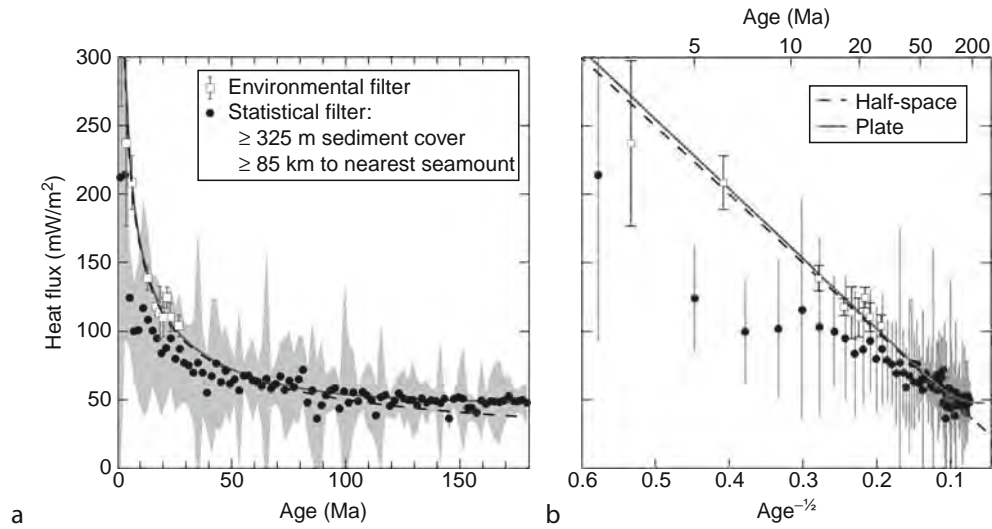 300
250
200
150
100
50
0
Heat flux (mW/m²)
Environmental filter
Statistical filter:
≥ 325 m sediment cover
≥ 85 km to nearest seamount
0 50 100 150
Age (Ma)
a
Age (Ma)
5 10 20 50 200
Half-space
Plate
0.6 0.5 0.4 0.3 0.2 0.1
Age⁻½
b